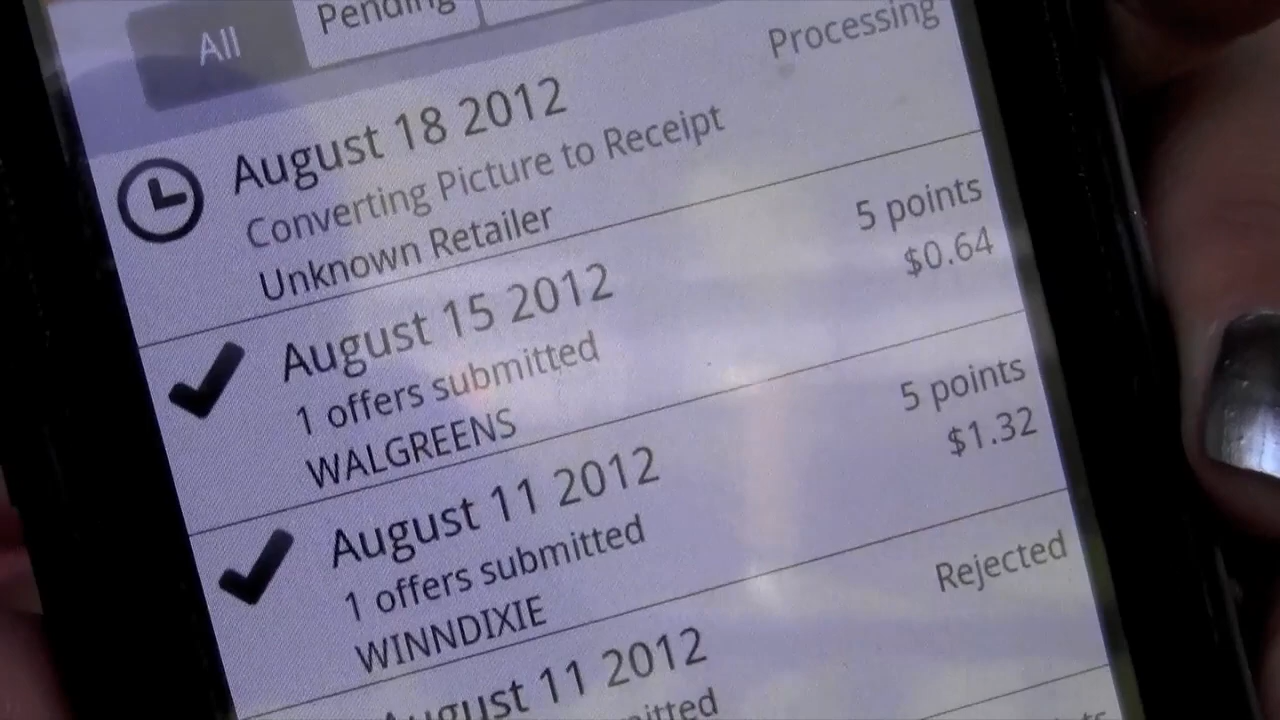 All
Pending
August 18 2012
Processing
Converting Picture to Receipt
Unknown Retailer
August 15 2012
5 points
1 offers submitted
$0.64
WALGREENS
August 11 2012
5 points
1 offers submitted
$1.32
WINNDIXIE
August 11 2012
Rejected